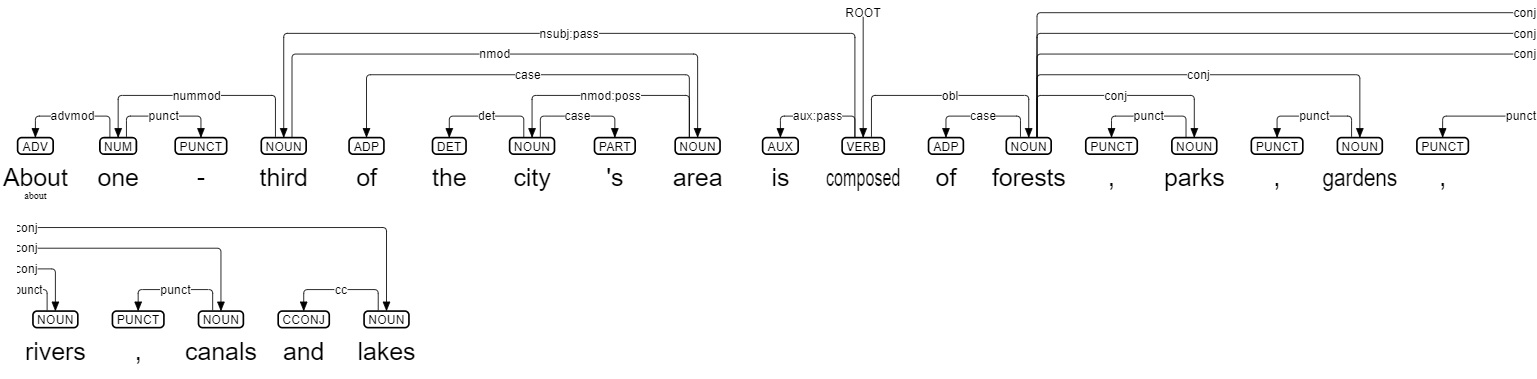 ROOT conj
nsubj:pass conj
nmod conj
case conj
nummod nmod:poss obl conj
advmod punct det case aux:pass case punct punct punct
ADV NUM PUNCT NOUN ADP DET NOUN PART NOUN AUX VERB ADP NOUN PUNCT NOUN PUNCT NOUN PUNCT
About one - third of the city 's area is composed of forests , parks , gardens ,
about
conj
conj
conj
punct punct cc
NOUN PUNCT NOUN CCONJ NOUN
rivers , canals and lakes